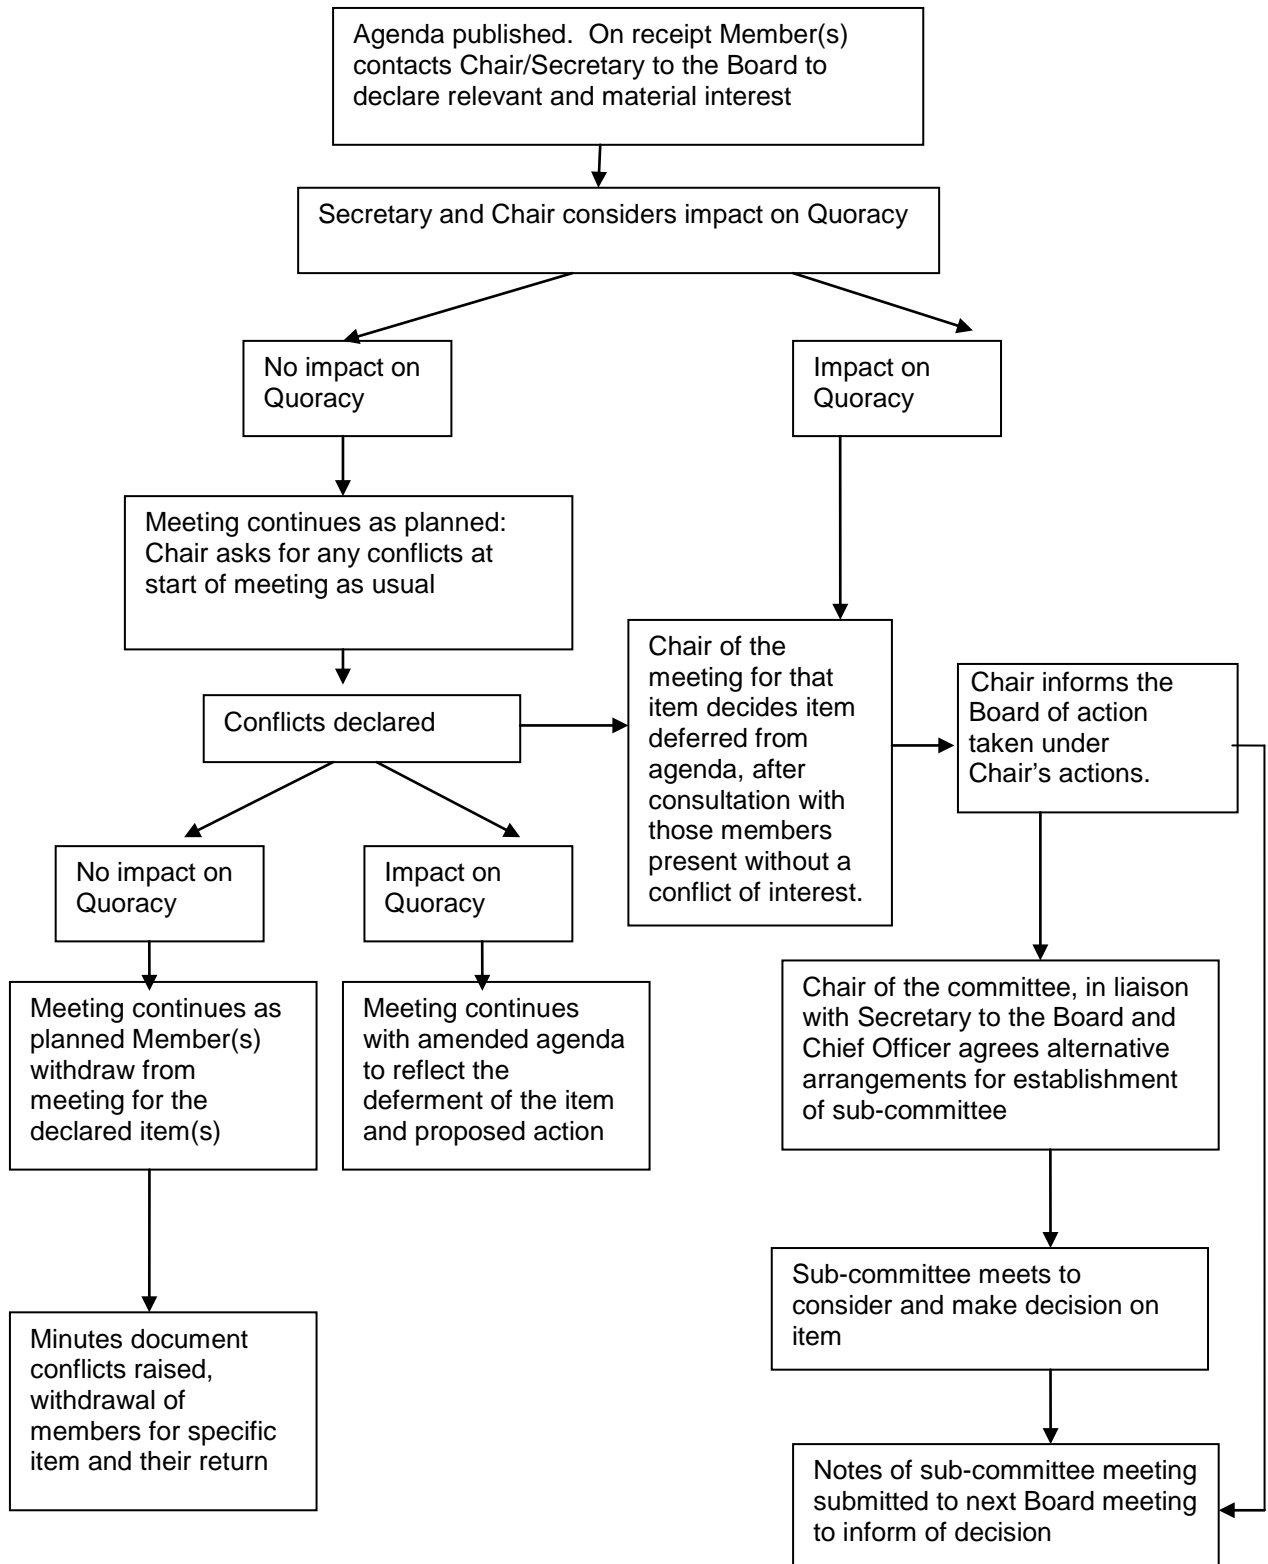 Agenda published.  On receipt Member(s)
contacts Chair/Secretary to the Board to
declare relevant and material interest
Secretary and Chair considers impact on Quoracy
No impact on
Quoracy
Impact on
Quoracy
Meeting continues as planned:
Chair asks for any conflicts at
start of meeting as usual
Conflicts declared
Chair of the
meeting for that
item decides item
deferred from
agenda, after
consultation with
those members
present without a
conflict of interest.
Chair informs the
Board of action
taken under
Chair’s actions.
No impact on
Quoracy
Impact on
Quoracy
Meeting continues as
planned Member(s)
withdraw from
meeting for the
declared item(s)
Meeting continues
with amended agenda
to reflect the
deferment of the item
and proposed action
Chair of the committee, in liaison
with Secretary to the Board and
Chief Officer agrees alternative
arrangements for establishment
of sub-committee
Sub-committee meets to
consider and make decision on
item
Minutes document
conflicts raised,
withdrawal of
members for specific
item and their return
Notes of sub-committee meeting
submitted to next Board meeting
to inform of decision